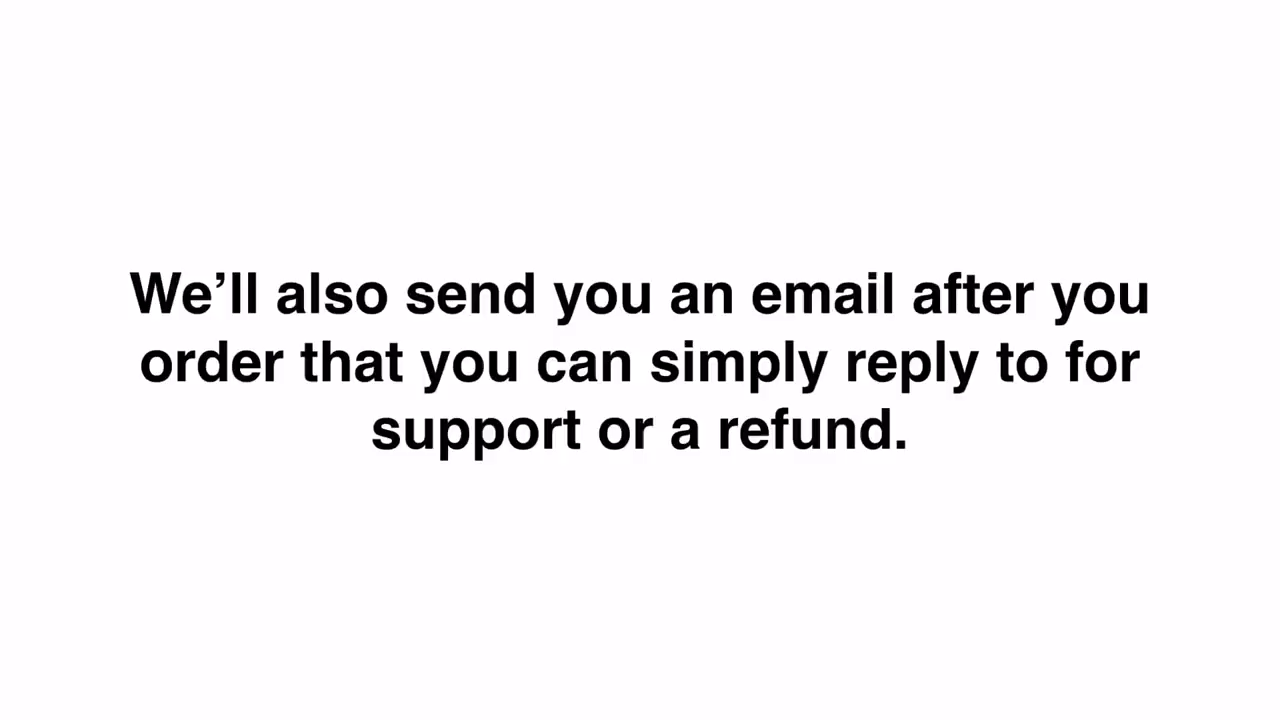 We’ll also send you an email after you
order that you can simply reply to for
support or a refund.